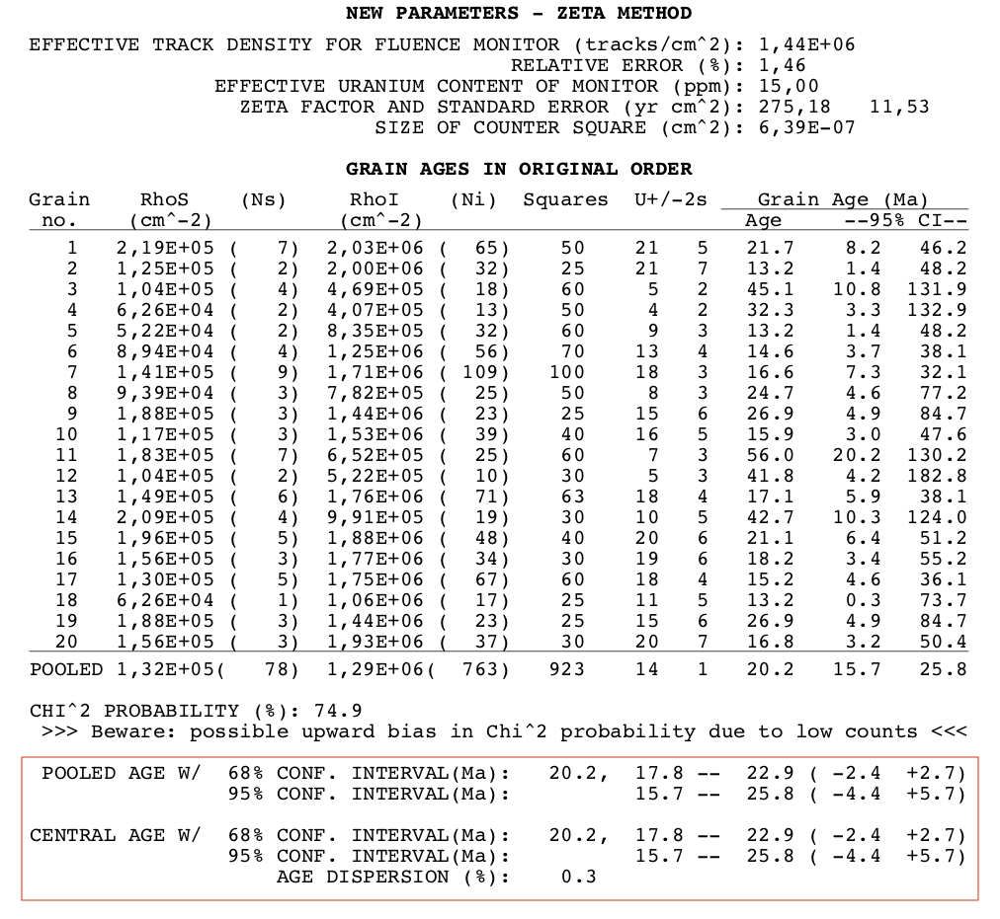 NEW PARAMETERS - ZETA METHOD
EFFECTIVE TRACK DENSITY FOR FLUENCE MONITOR (tracks/cm^2): 1,44E+06
RELATIVE ERROR (%): 1,46
EFFECTIVE URANIUM CONTENT OF MONITOR (ppm): 15,00
ZETA FACTOR AND STANDARD ERROR (yr cm^2): 275,18 11,53
SIZE OF COUNTER SQUARE (cm^2): 6,39E-07
GRAIN AGES IN ORIGINAL ORDER
Grain RhoS (Ns) RhoI (Ni) Squares U+/-2s Grain Age (Ma)
no. (cm^-2) (cm^-2) Age --95% CI--
1 2,19E+05 ( 7) 2,03E+06 ( 65) 50 21 5 21.7 8.2 46.2
2 1,25E+05 ( 2) 2,00E+06 ( 32) 25 21 7 13.2 1.4 48.2
3 1,04E+05 ( 4) 4,69E+05 ( 18) 60 5 2 45.1 10.8 131.9
4 6,26E+04 ( 2) 4,07E+05 ( 13) 50 4 2 32.3 3.3 132.9
5 5,22E+04 ( 2) 8,35E+05 ( 32) 60 9 3 13.2 1.4 48.2
6 8,94E+04 ( 4) 1,25E+06 ( 56) 70 13 4 14.6 3.7 38.1
7 1,41E+05 ( 9) 1,71E+06 ( 109) 100 18 3 16.6 7.3 32.1
8 9,39E+04 ( 3) 7,82E+05 ( 25) 50 8 3 24.7 4.6 77.2
9 1,88E+05 ( 3) 1,44E+06 ( 23) 25 15 6 26.9 4.9 84.7
10 1,17E+05 ( 3) 1,53E+06 ( 39) 40 16 5 15.9 3.0 47.6
11 1,83E+05 ( 7) 6,52E+05 ( 25) 60 7 3 56.0 20.2 130.2
12 1,04E+05 ( 2) 5,22E+05 ( 10) 30 5 3 41.8 4.2 182.8
13 1,49E+05 ( 6) 1,76E+06 ( 71) 63 18 4 17.1 5.9 38.1
14 2,09E+05 ( 4) 9,91E+05 ( 19) 30 10 5 42.7 10.3 124.0
15 1,96E+05 ( 5) 1,88E+06 ( 48) 40 20 6 21.1 6.4 51.2
16 1,56E+05 ( 3) 1,77E+06 ( 34) 30 19 6 18.2 3.4 55.2
17 1,30E+05 ( 5) 1,75E+06 ( 67) 60 18 4 15.2 4.6 36.1
18 6,26E+04 ( 1) 1,06E+06 ( 17) 25 11 5 13.2 0.3 73.7
19 1,88E+05 ( 3) 1,44E+06 ( 23) 25 15 6 26.9 4.9 84.7
20 1,56E+05 ( 3) 1,93E+06 ( 37) 30 20 7 16.8 3.2 50.4
POOLED 1,32E+05( 78) 1,29E+06( 763) 923 14 1 20.2 15.7 25.8
CHI^2 PROBABILITY (%): 74.9
>>> Beware: possible upward bias in Chi^2 probability due to low counts <<<
POOLED AGE W/ 68% CONF. INTERVAL(Ma): 20.2, 17.8 -- 22.9 ( -2.4 +2.7)
95% CONF. INTERVAL(Ma): 15.7 -- 25.8 ( -4.4 +5.7)
CENTRAL AGE W/ 68% CONF. INTERVAL(Ma): 20.2, 17.8 -- 22.9 ( -2.4 +2.7)
95% CONF. INTERVAL(Ma): 15.7 -- 25.8 ( -4.4 +5.7)
AGE DISPERSION (%): 0.3